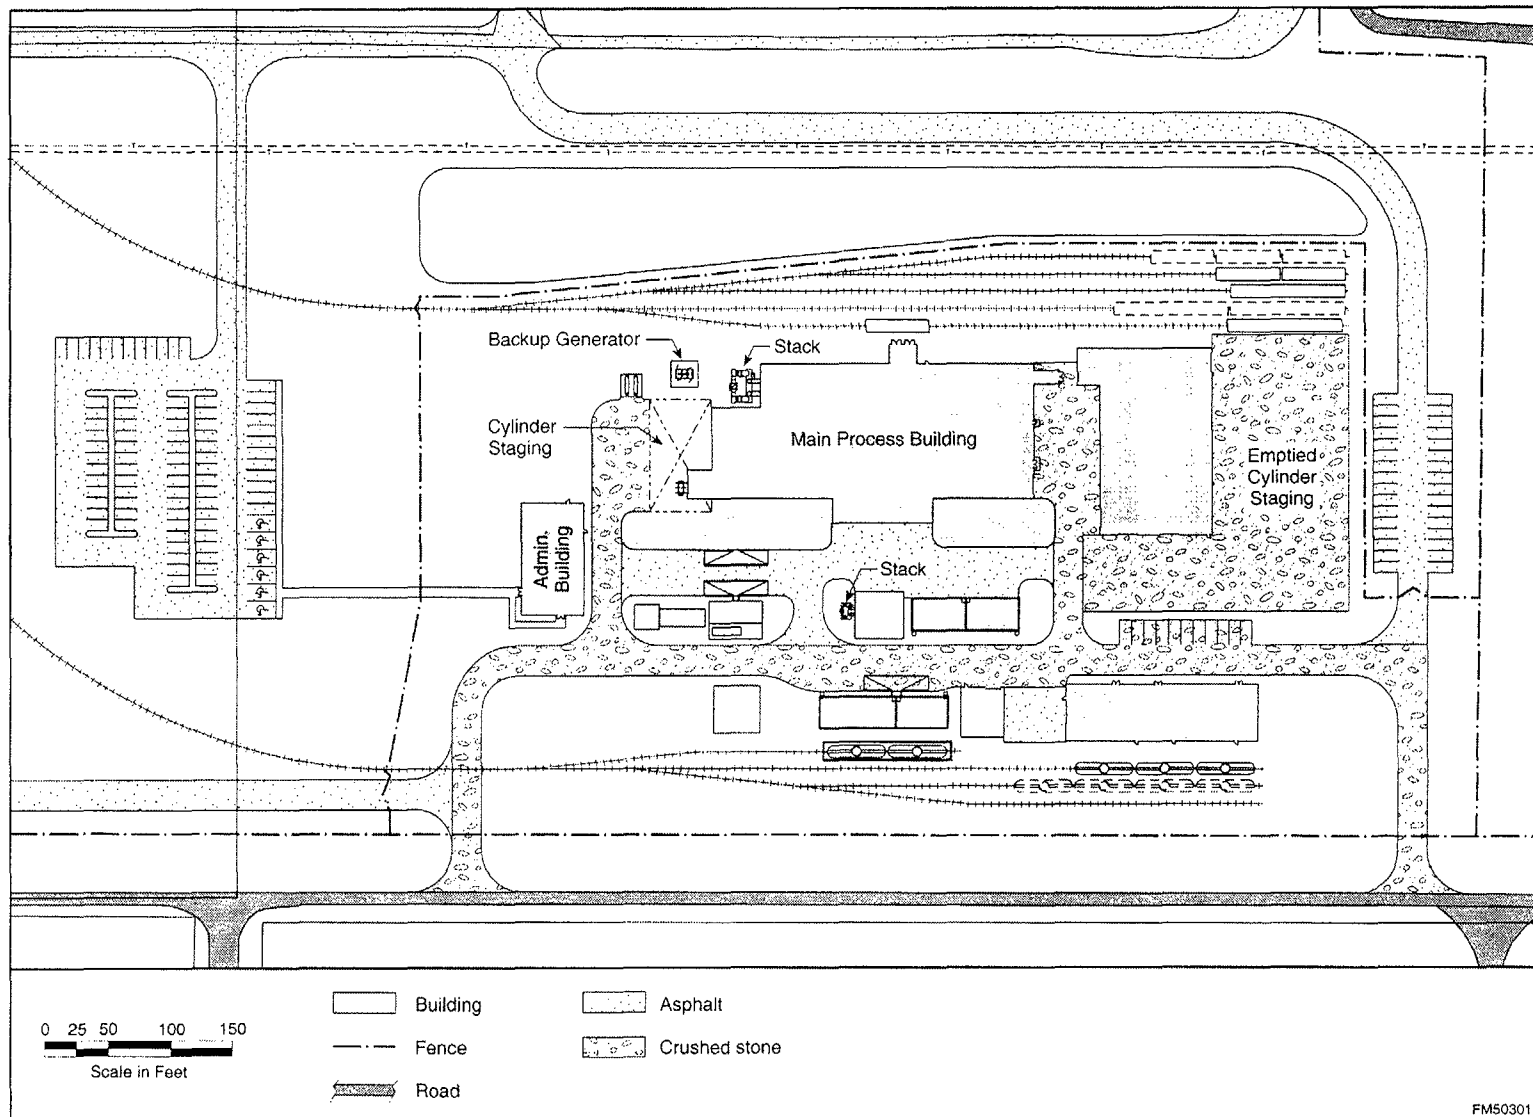 Backup Generator
Stack
Cylinder
Staging
Main Process Building
Emptied
Cylinder
Staging
Admin.
Building
Stack
0 25 50 100 150
Scale in Feet
Building
Fence
Road
Asphalt
Crushed stone
FM50301